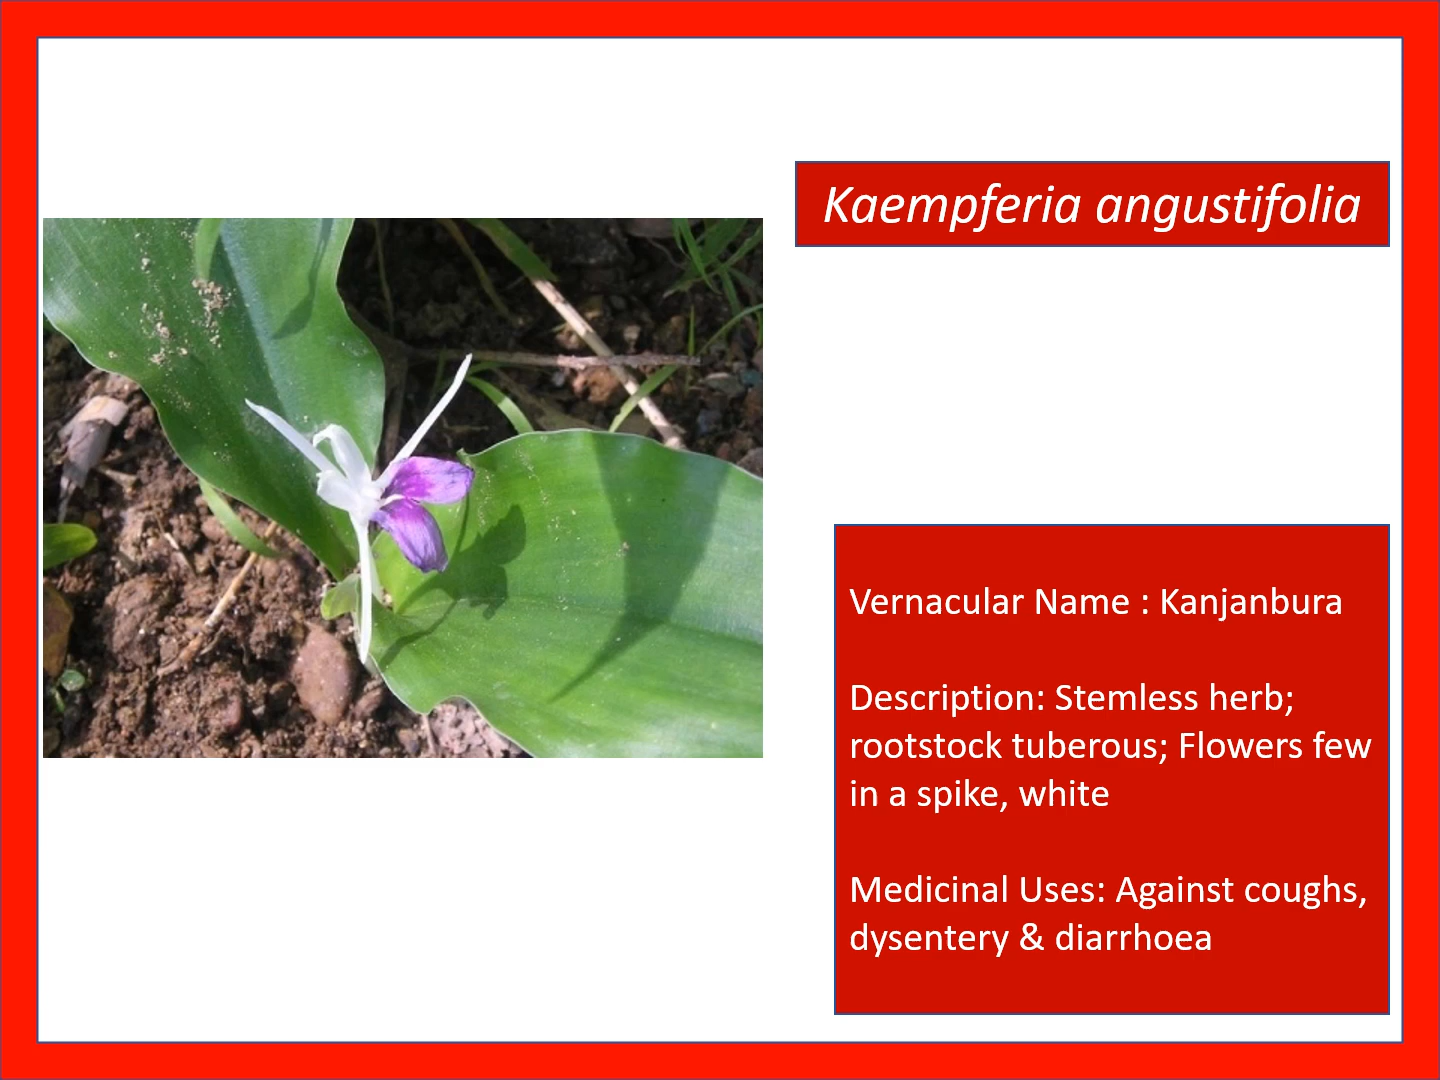 Kaempferia angustifolia
Vernacular Name : Kanjanbura
Description: Stemless herb;
rootstock tuberous; Flowers few
in a spike, white
Medicinal Uses: Against coughs,
dysentery & diarrhoea